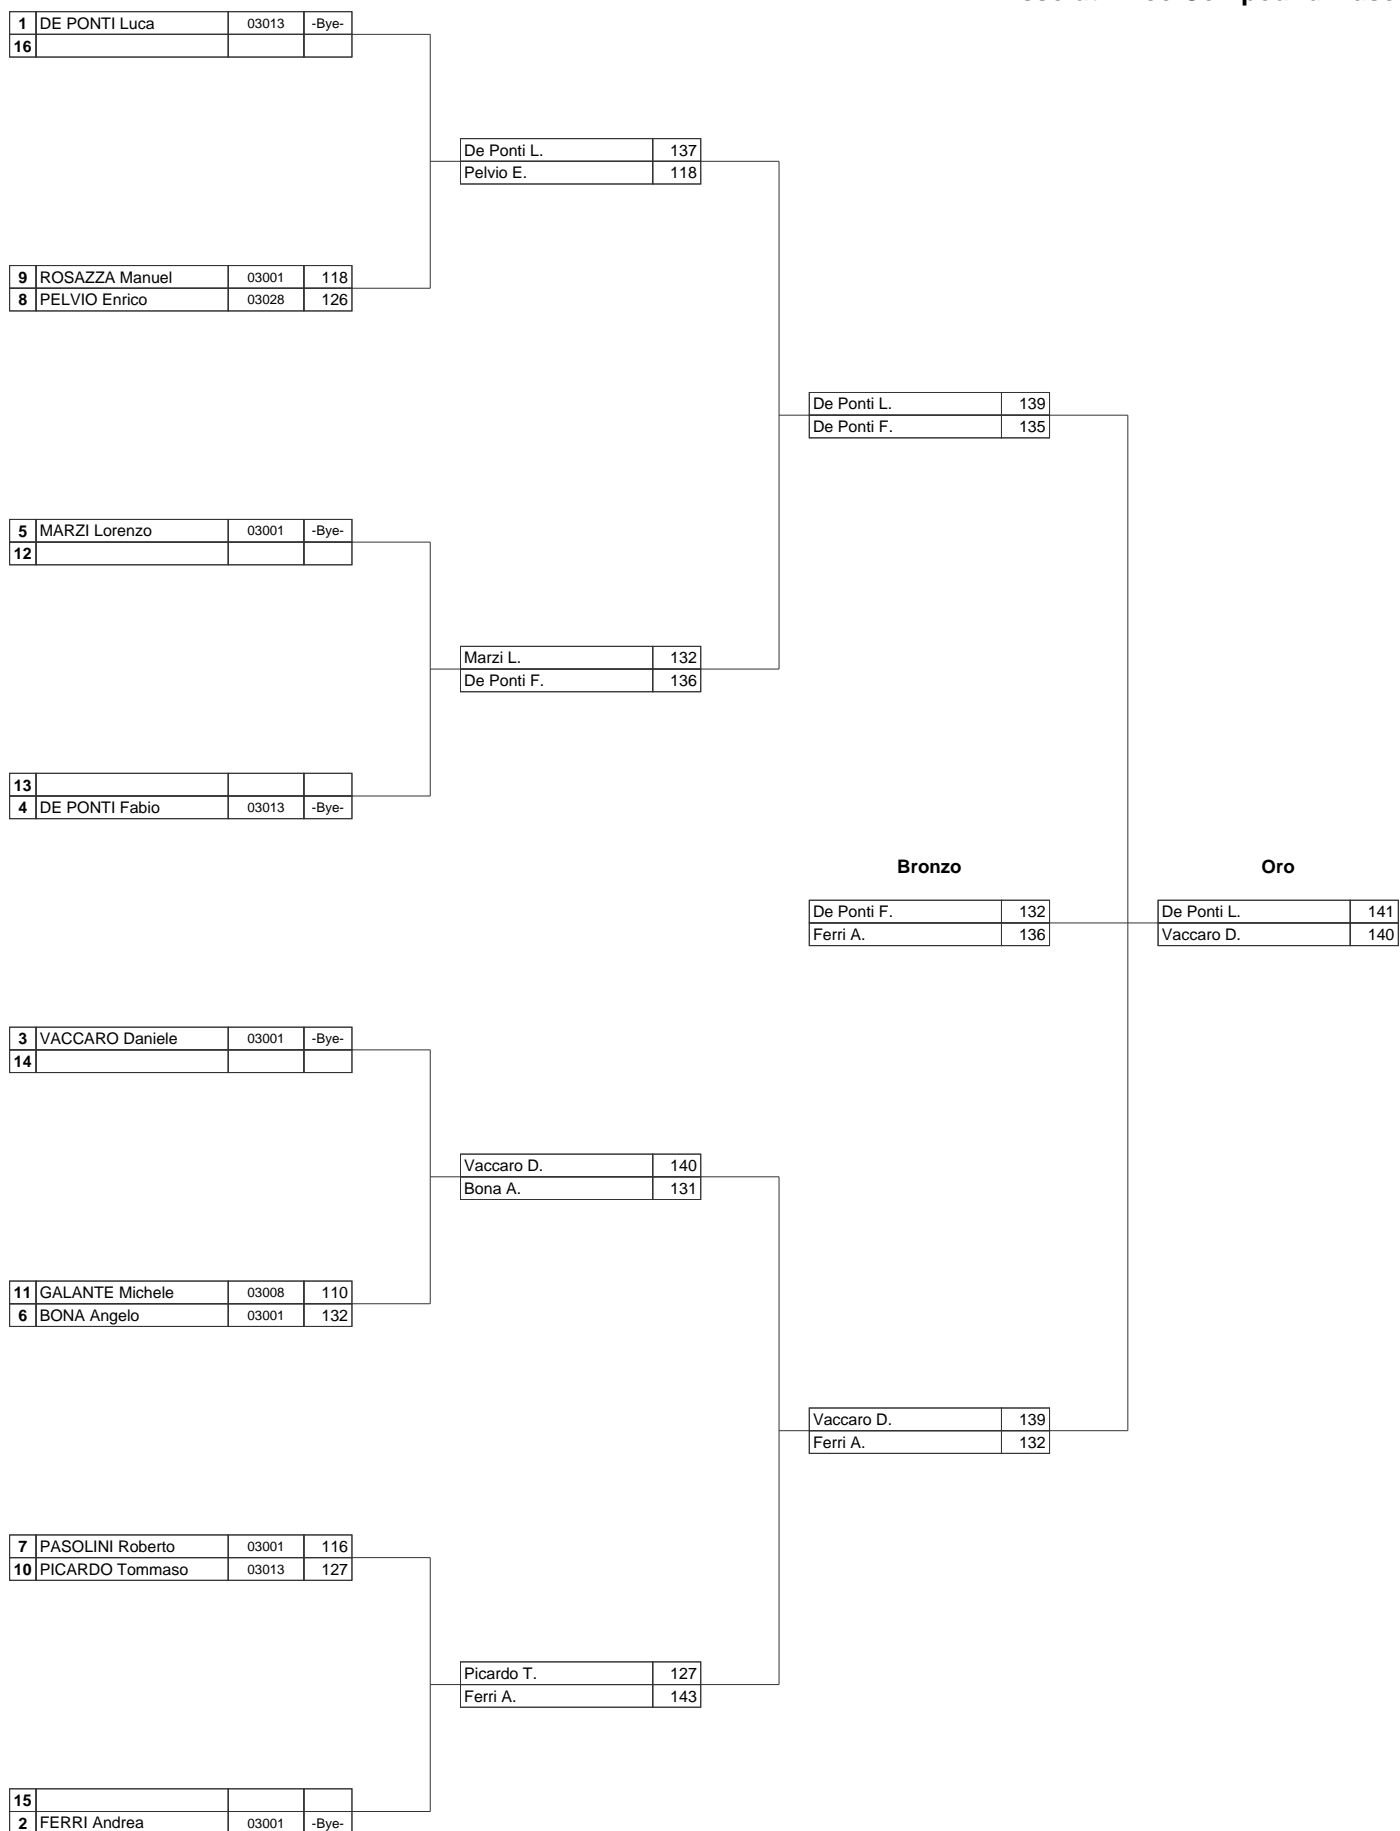 1 DE PONTI Luca 03013 -Bye-
16
De Ponti L. 137
Pelvio E. 118
9 ROSAZZA Manuel 03001 118
8 PELVIO Enrico 03028 126
De Ponti L. 139
De Ponti F. 135
5 MARZI Lorenzo 03001 -Bye-
12
Marzi L. 132
De Ponti F. 136
13
4 DE PONTI Fabio 03013 -Bye-
Bronzo Oro
De Ponti F. 132 De Ponti L. 141
Ferri A. 136 Vaccaro D. 140
3 VACCARO Daniele 03001 -Bye-
14
Vaccaro D. 140
Bona A. 131
11 GALANTE Michele 03008 110
6 BONA Angelo 03001 132
Vaccaro D. 139
Ferri A. 132
7 PASOLINI Roberto 03001 116
10 PICARDO Tommaso 03013 127
Picardo T. 127
Ferri A. 143
15
2 FERRI Andrea 03001 -Bye-